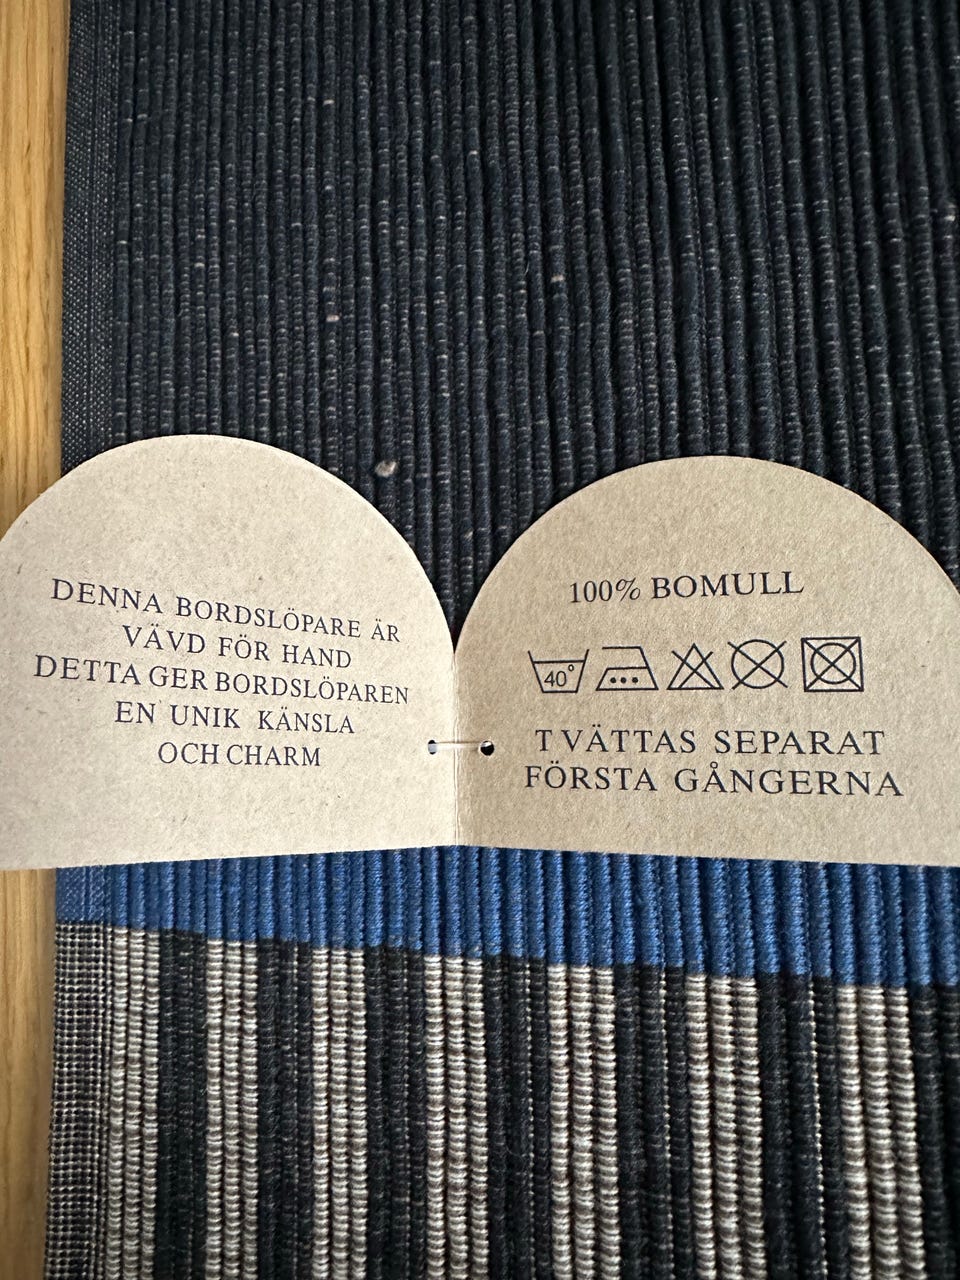 DENNA BORDSLÖPARE ÄR
VÄVD FÖR HAND
DETTA GER BORDSLÖPAREN
EN UNIK KÄNSLA
OCH CHARM
100% BOMULL
40°
TVÄTTAS SEPARAT
FÖRSTA GÅNGERNA